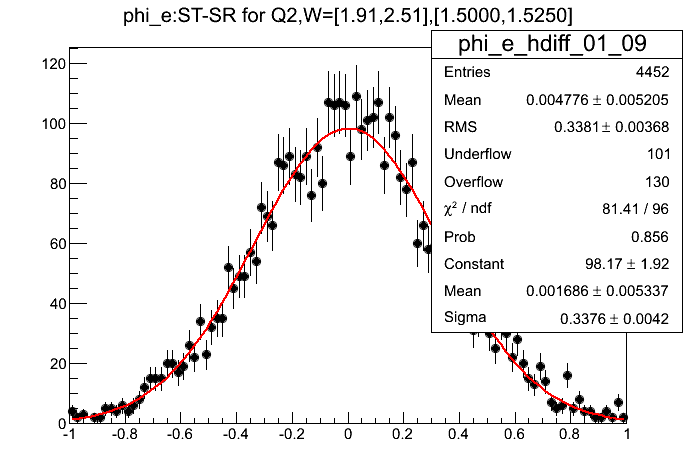 phi_e:ST-SR for Q2,W=[1.91,2.51],[1.5000,1.5250]
phi_e_hdiff_01_09
Entries 4452
Mean 0.004776 ± 0.005205
RMS 0.3381 ± 0.00368
Underflow 101
Overflow 130
χ² / ndf 81.41 / 96
Prob 0.856
Constant 98.17 ± 1.92
Mean 0.001686 ± 0.005337
Sigma 0.3376 ± 0.0042
120
100
80
60
40
20
0
-1 -0.8 -0.6 -0.4 -0.2 0 0.2 0.4 0.6 0.8 1